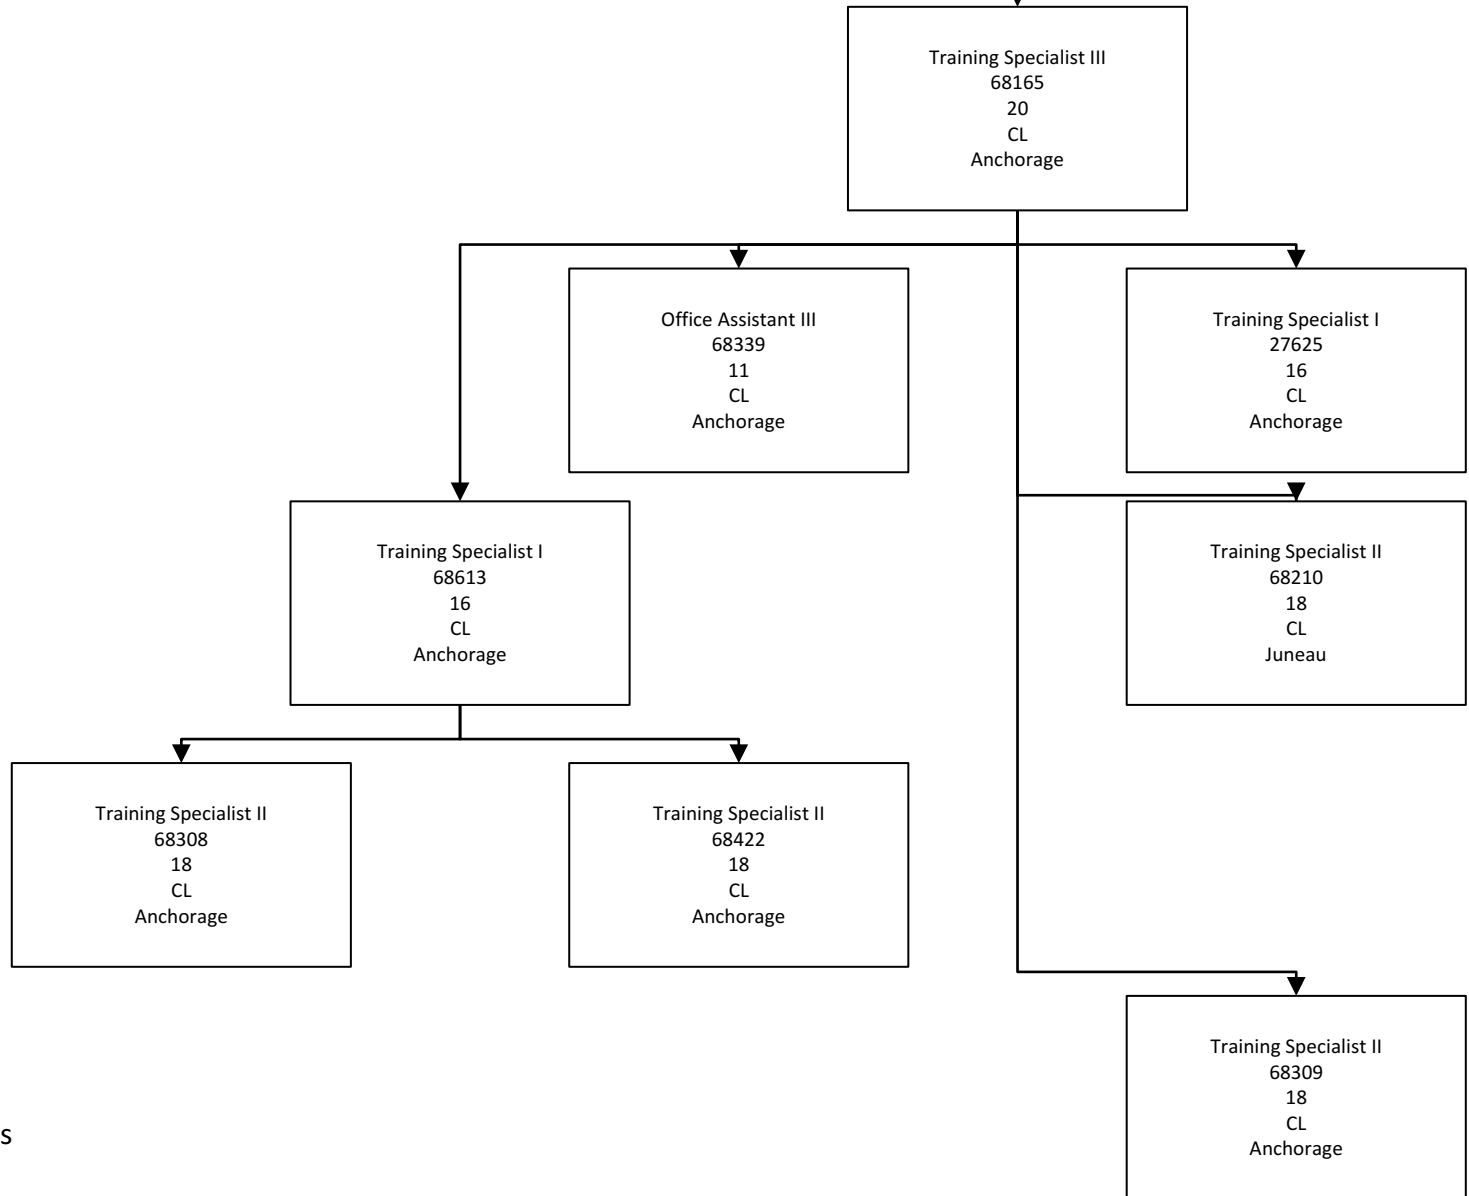 Training Specialist III
68165
20
CL
Anchorage
Office Assistant III
68339
11
CL
Anchorage
Training Specialist I
27625
16
CL
Anchorage
Training Specialist I
68613
16
CL
Anchorage
Training Specialist II
68210
18
CL
Juneau
Training Specialist II
68308
18
CL
Anchorage
Training Specialist II
68422
18
CL
Anchorage
Training Specialist II
68309
18
CL
Anchorage
s